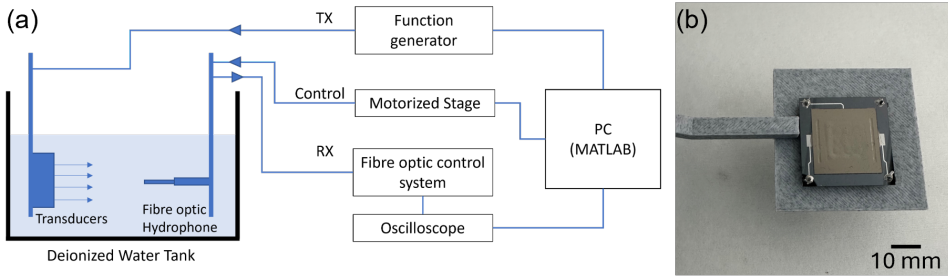 (a)
TX
Function
generator
Control
Motorized Stage
PC
(MATLAB)
RX
Fibre optic control
system
Oscilloscope
Transducers
Fibre optic
Hydrophone
Deionized Water Tank
(b)
10 mm